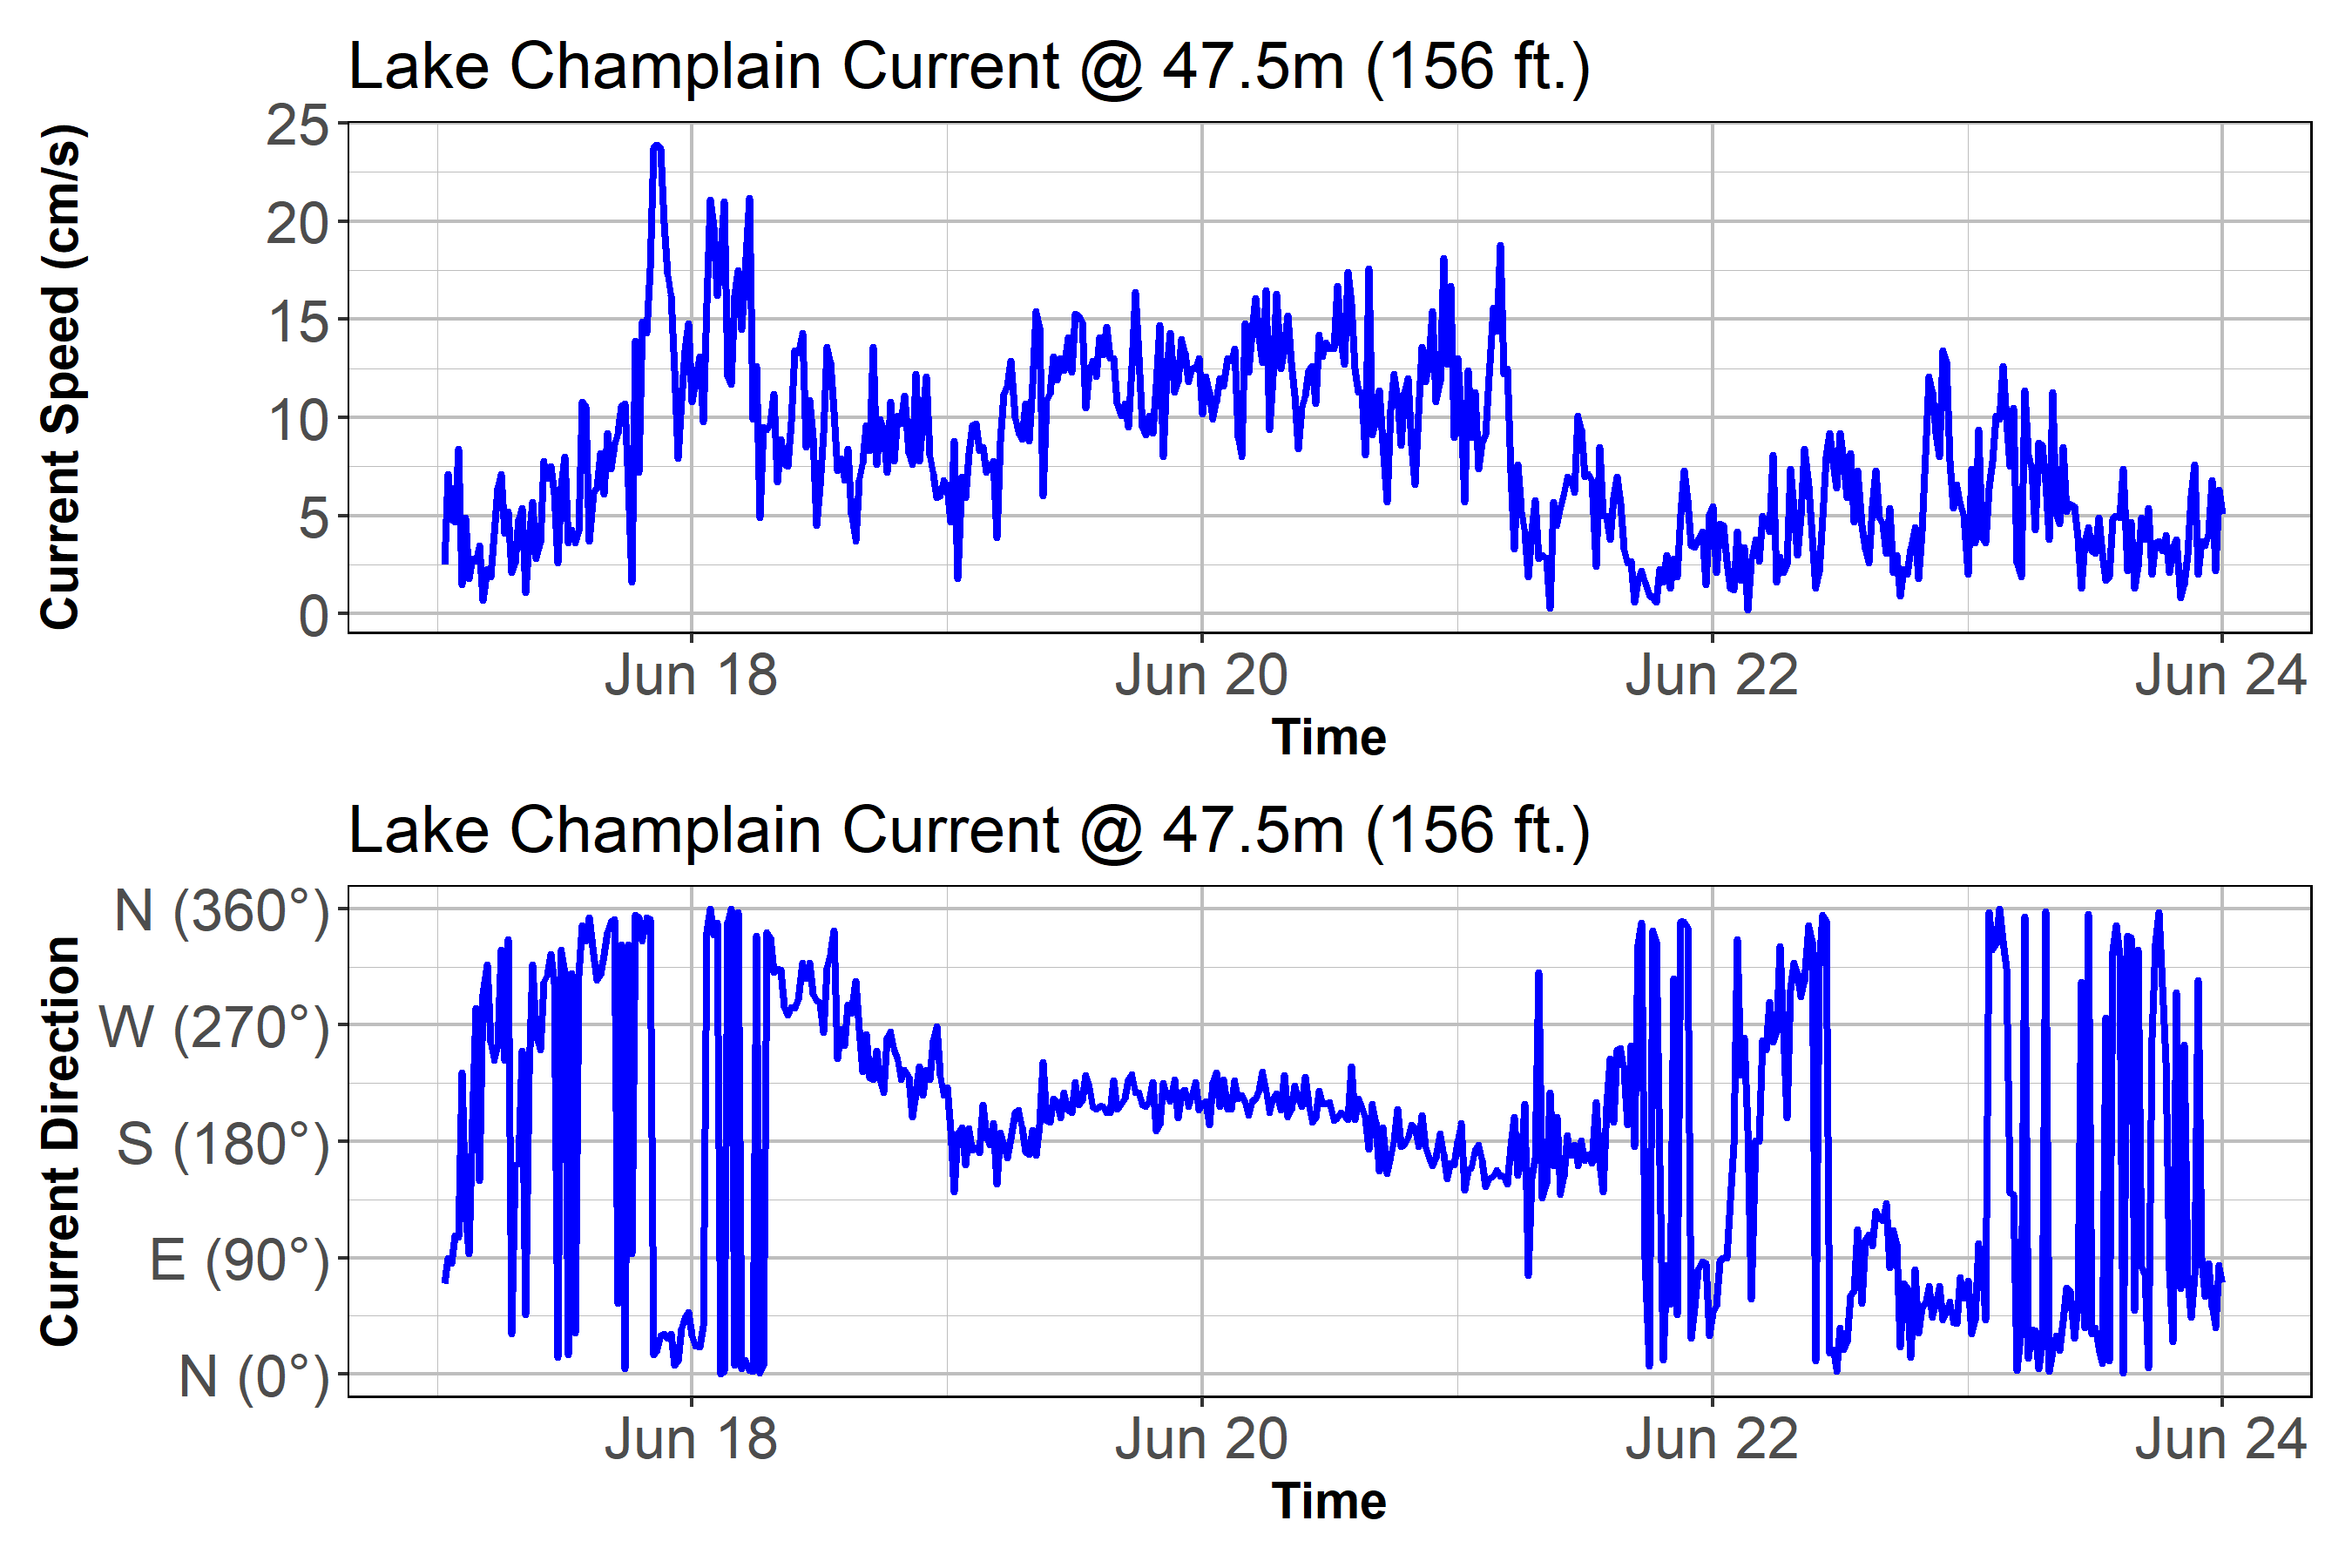 Lake Champlain Current @ 47.5m (156 ft.)
Current Speed (cm/s)
25
20
15
10
5
0
Jun 18 Jun 20 Jun 22 Jun 24
Time
Lake Champlain Current @ 47.5m (156 ft.)
Current Direction
N (360°)
W (270°)
S (180°)
E (90°)
N (0°)
Jun 18 Jun 20 Jun 22 Jun 24
Time